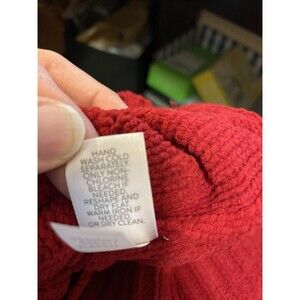 HAND
WASH COLD
SEPARATELY,
ONLY NON-
CHLORINE
BLEACH IF
NEEDED,
RESHAPE AND
DRY FLAT,
WARM IRON IF
NEEDED,
OR DRY CLEAN.